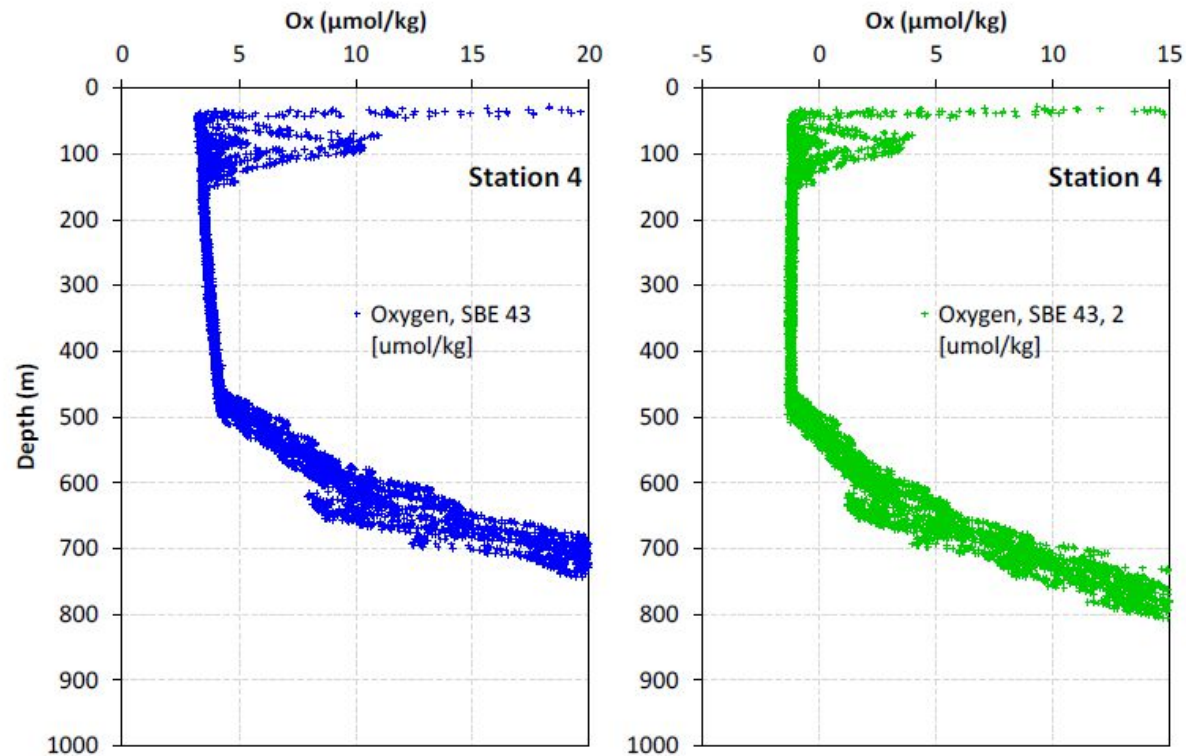 Ox (µmol/kg)
0 5 10 15 20
Depth (m)
0
100
200
300
400
500
600
700
800
900
1000
Station 4
Oxygen, SBE 43
[umol/kg]
Ox (µmol/kg)
-5 0 5 10 15
0
100
200
300
400
500
600
700
800
900
1000
Station 4
Oxygen, SBE 43, 2
[umol/kg]